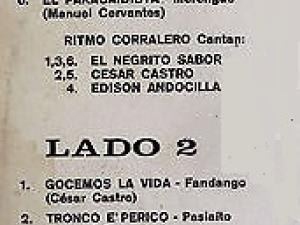 6. EL PARACAIDISTA - Merengue
(Manuel Cervantes)
RITMO CORRALERO Cantan:
1,3,6. EL NEGRITO SABOR
2,5. CESAR CASTRO
4. EDISON ANDOCILLA
LADO 2
1. GOCEMOS LA VIDA - Fandango
(César Castro)
2. TRONCO E' PERICO - Paseaito